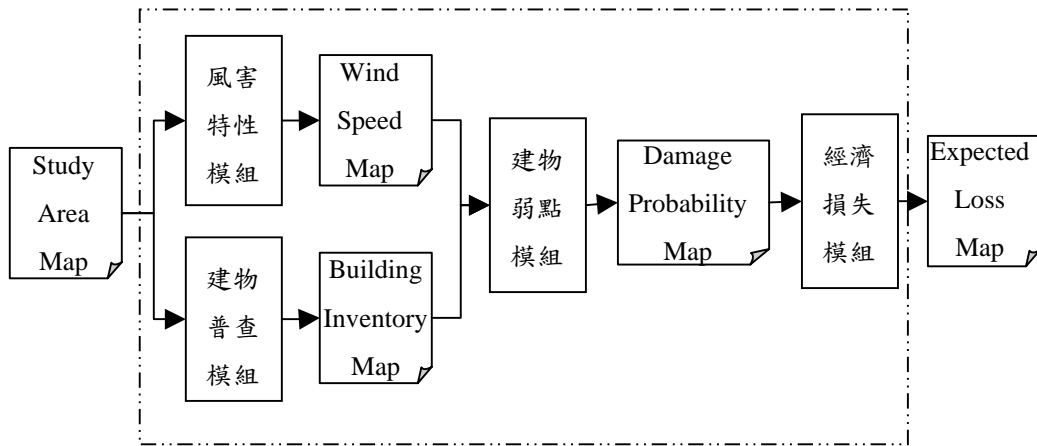 Study
Area
Map
風害
特性
模組
Wind
Speed
Map
建物
普查
模組
Building
Inventory
Map
建物
弱點
模組
Damage
Probability
Map
經濟
損失
模組
Expected
Loss
Map